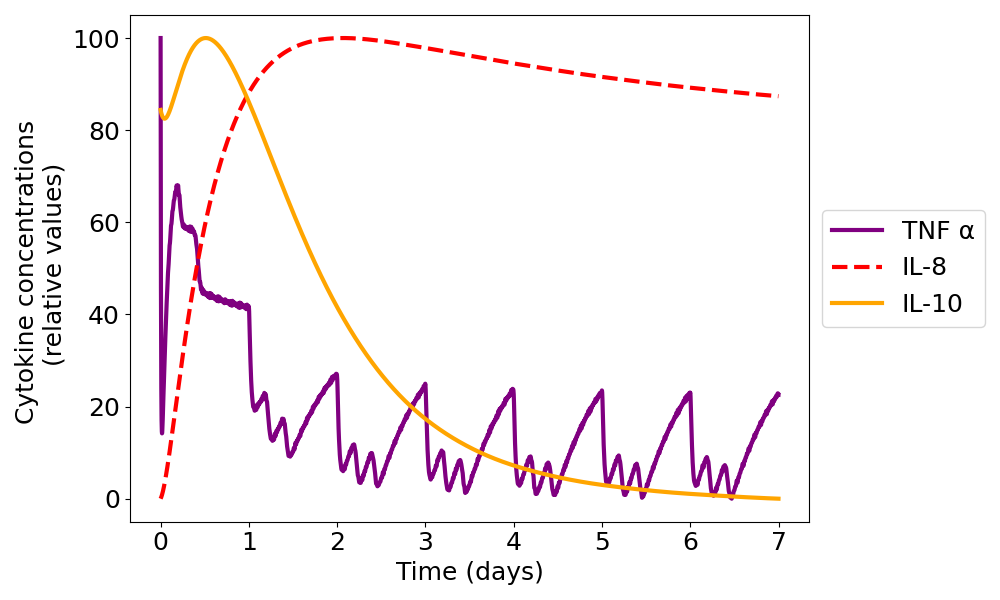 Cytokine concentrations
(relative values)
100
80
60
40
20
0
0 1 2 3 4 5 6 7
Time (days)
TNF α
IL-8
IL-10